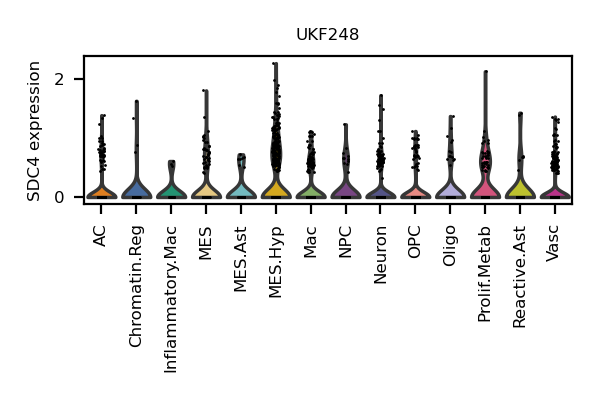 UKF248
SDC4 expression
2
0
AC
Chromatin.Reg
Inflammatory.Mac
MES
MES.Ast
MES.Hyp
Mac
NPC
Neuron
OPC
Oligo
Prolif.Metab
Reactive.Ast
Vasc